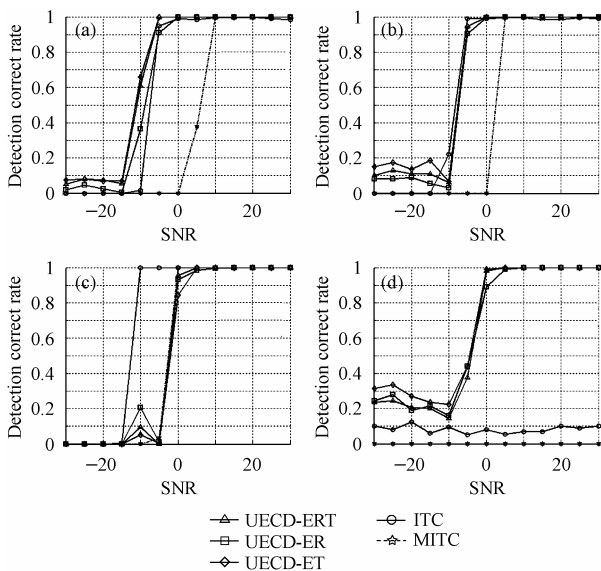 (a)
Detection correct rate
1
0.8
0.6
0.4
0.2
0
−20 0 20
SNR
(b)
Detection correct rate
1
0.8
0.6
0.4
0.2
0
−20 0 20
SNR
(c)
Detection correct rate
1
0.8
0.6
0.4
0.2
0
−20 0 20
SNR
(d)
Detection correct rate
1
0.8
0.6
0.4
0.2
0
−20 0 20
SNR
UECD-ERT
UECD-ER
UECD-ET
ITC
MITC